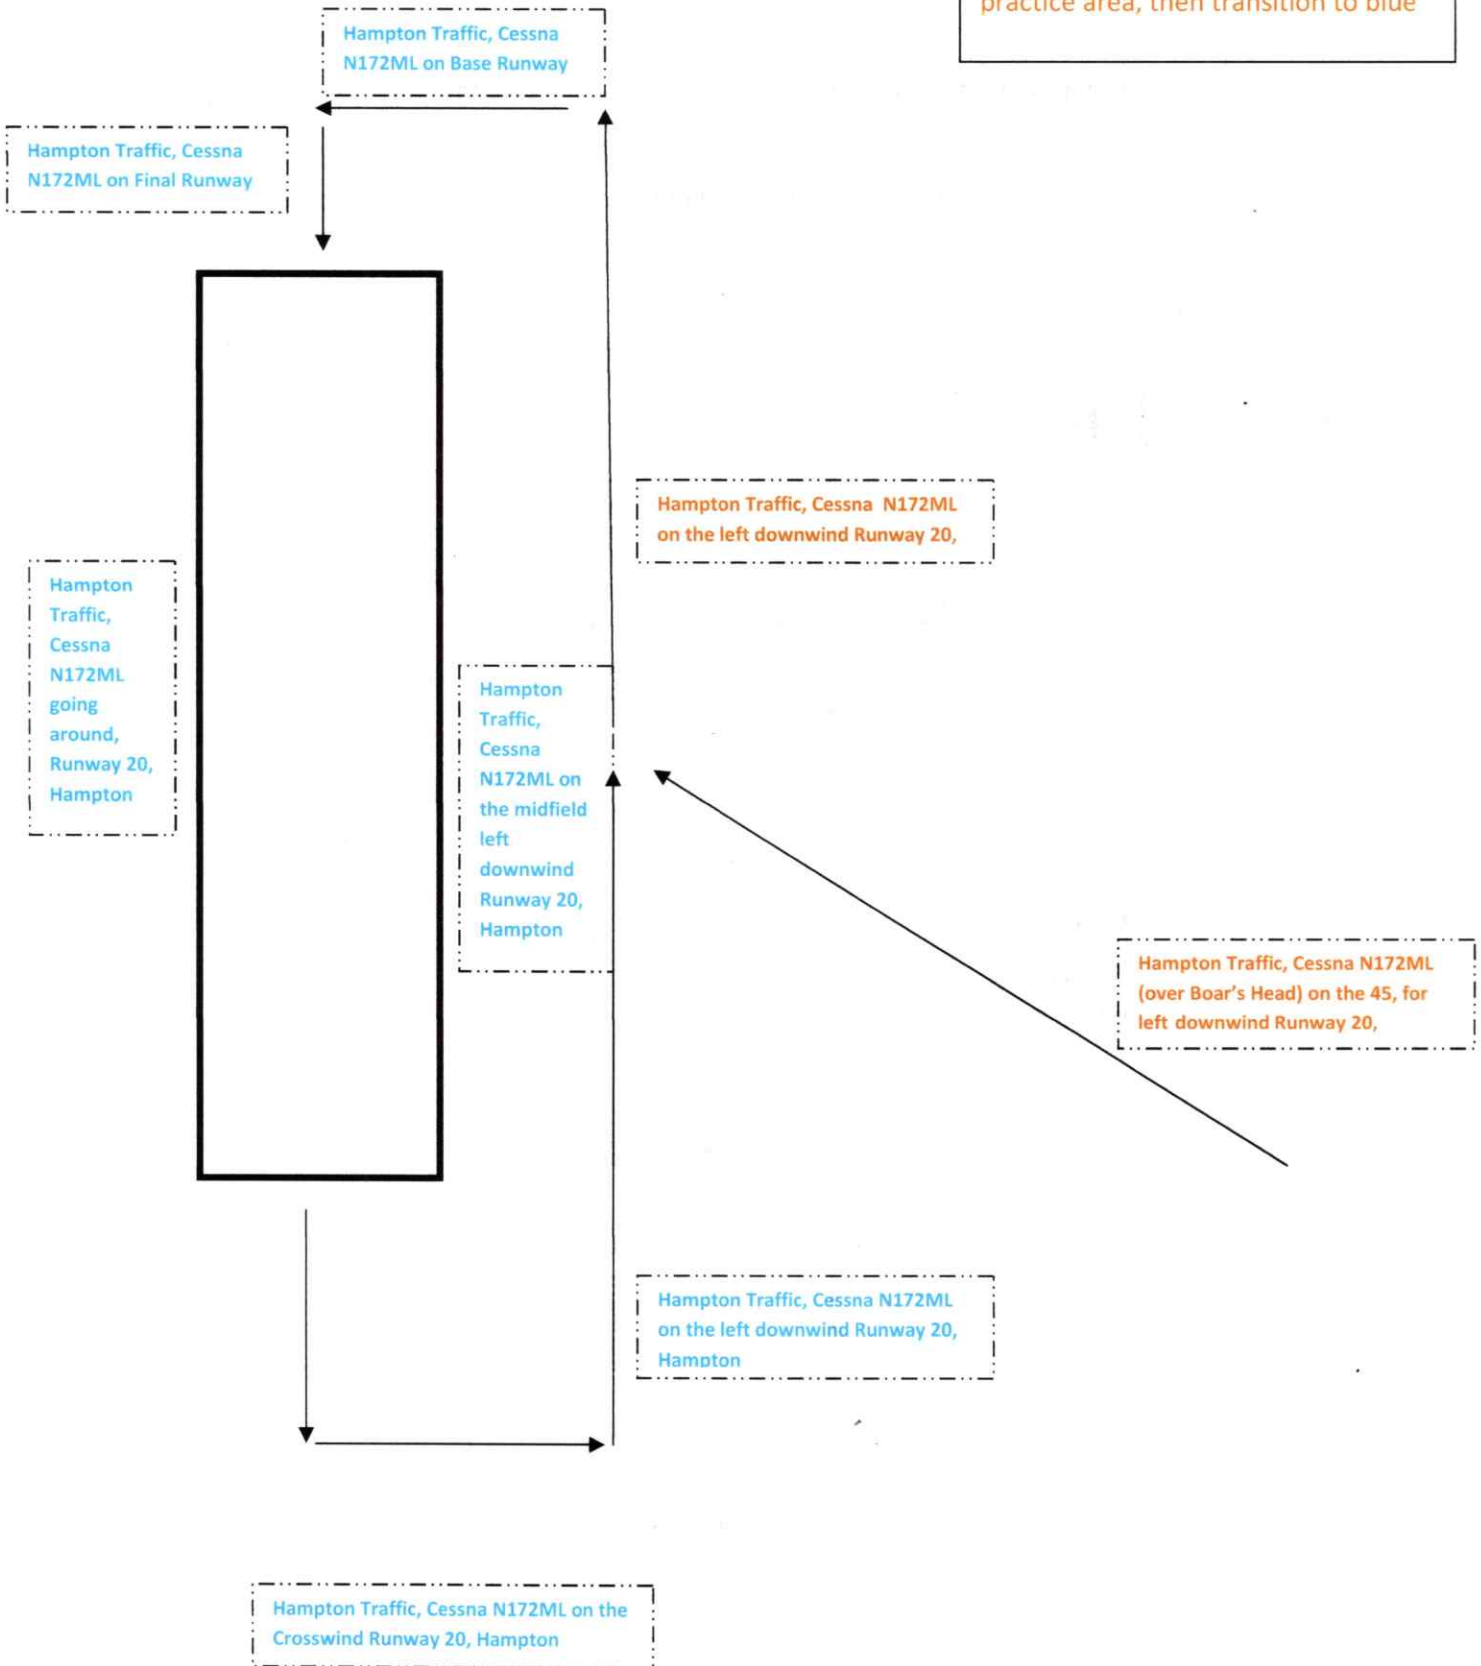 practice area, then transition to blue
Hampton Traffic, Cessna
N172ML on Base Runway
Hampton Traffic, Cessna
N172ML on Final Runway
Hampton Traffic, Cessna  N172ML
on the left downwind Runway 20,
Hampton
Traffic,
Cessna
N172ML
going
around,
Runway 20,
Hampton
Hampton
Traffic,
Cessna
N172ML on
the midfield
left
downwind
Runway 20,
Hampton
Hampton Traffic, Cessna N172ML
(over Boar's Head) on the 45, for
left downwind Runway 20,
Hampton Traffic, Cessna N172ML
on the left downwind Runway 20,
Hampton
Hampton Traffic, Cessna N172ML on the
Crosswind Runway 20, Hampton